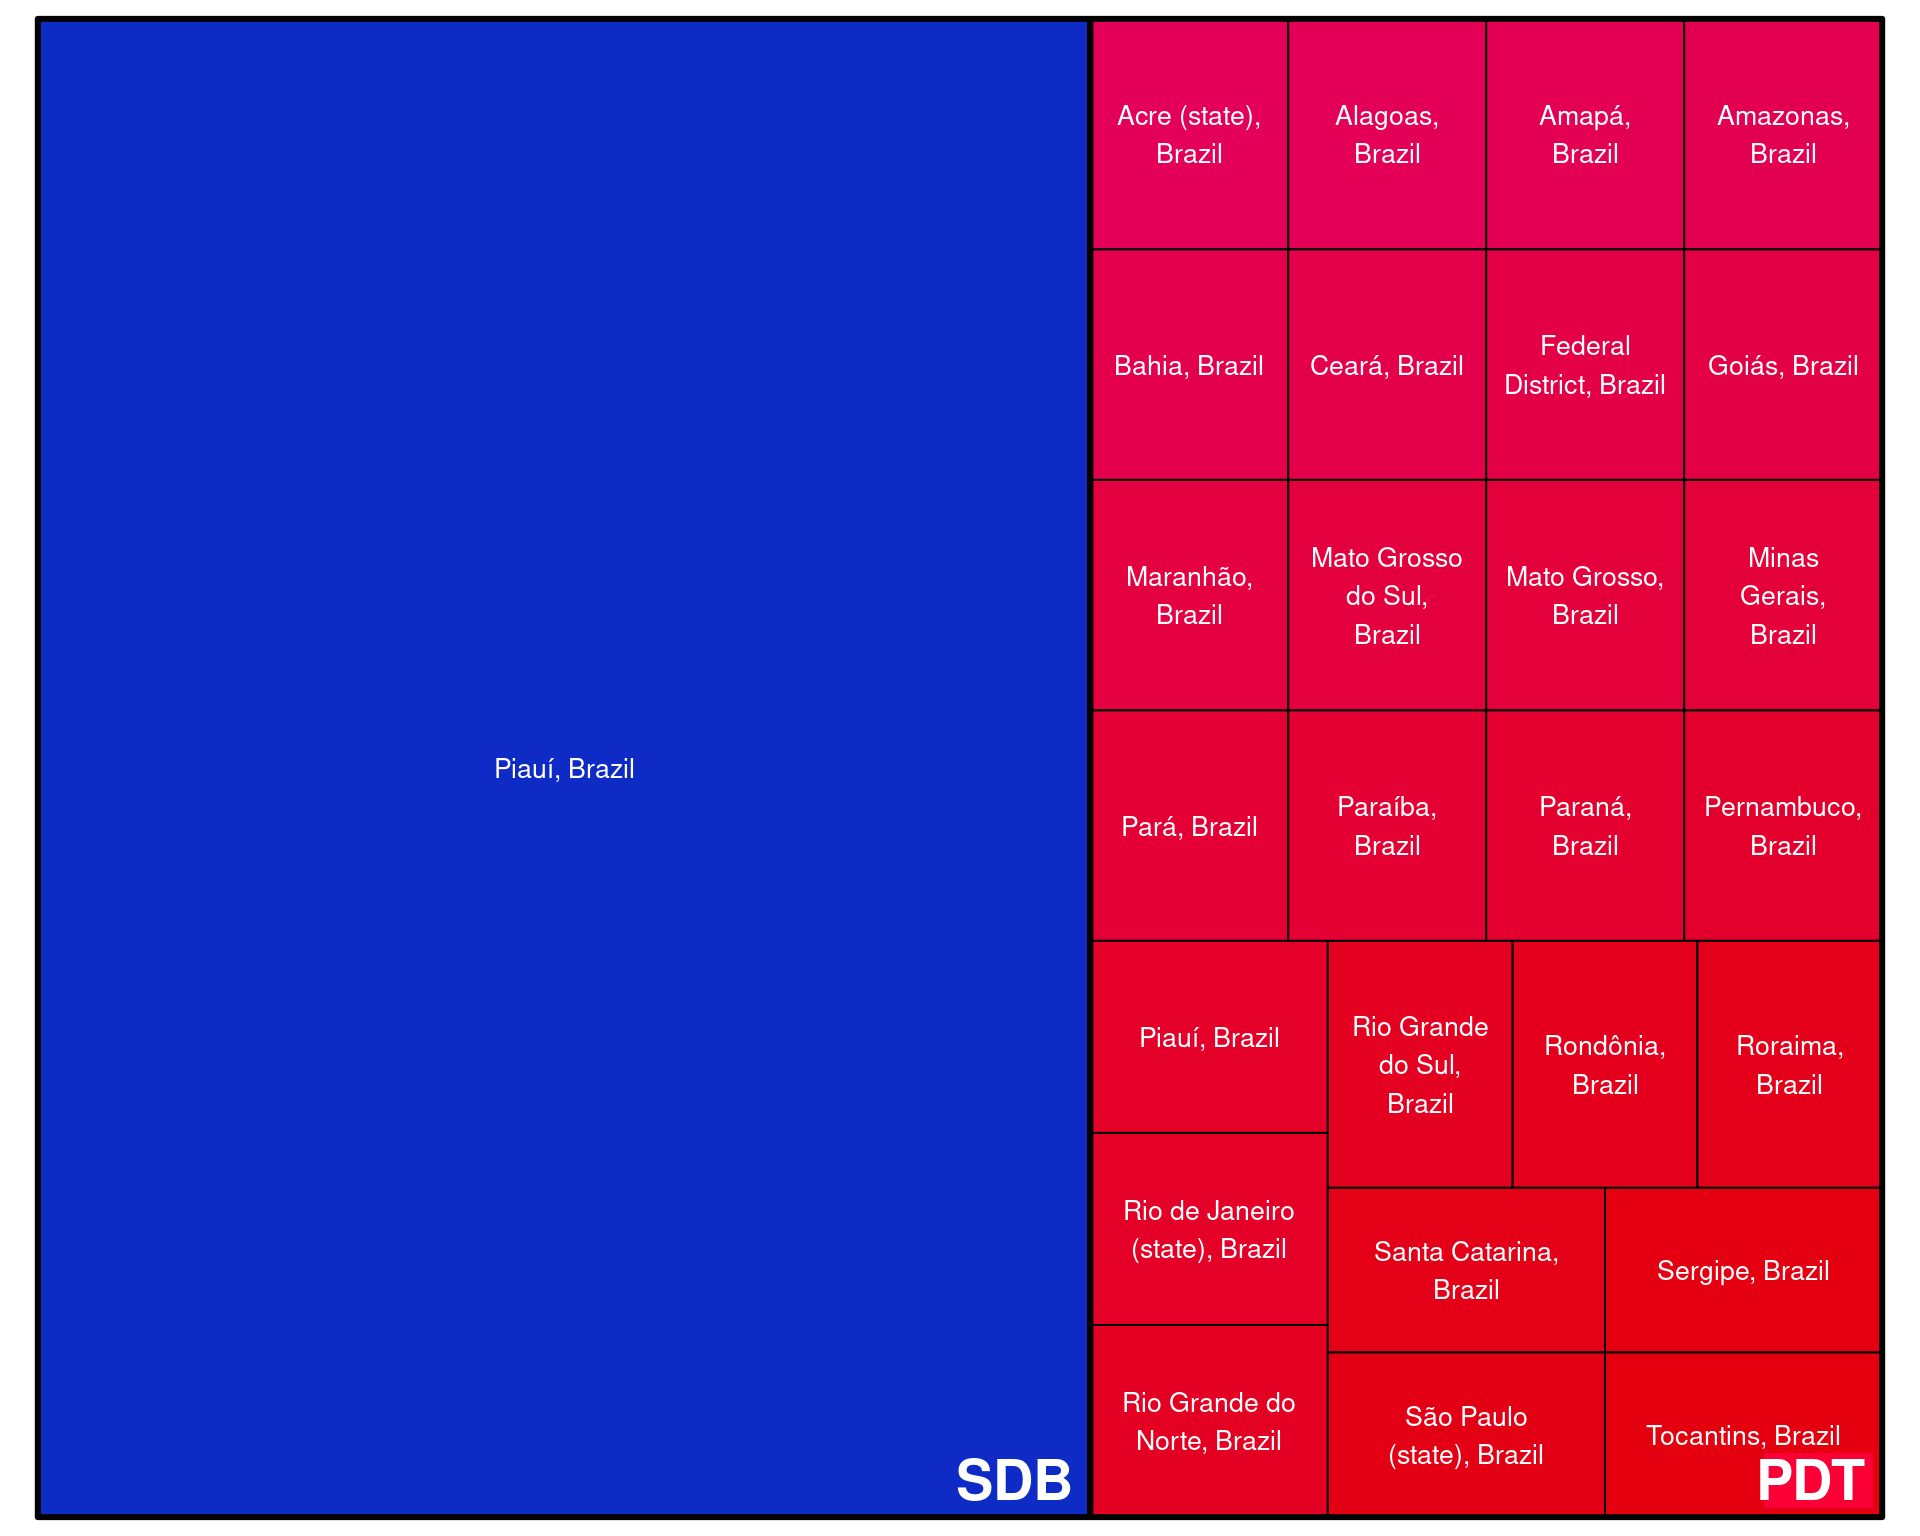 Piauí, Brazil
SDB
Acre (state),
Brazil
Alagoas,
Brazil
Amapá,
Brazil
Amazonas,
Brazil
Bahia, Brazil
Ceará, Brazil
Federal
District, Brazil
Goiás, Brazil
Maranhão,
Brazil
Mato Grosso
do Sul,
Brazil
Mato Grosso,
Brazil
Minas
Gerais,
Brazil
Pará, Brazil
Paraíba,
Brazil
Paraná,
Brazil
Pernambuco,
Brazil
Piauí, Brazil
Rio de Janeiro
(state), Brazil
Rio Grande do
Norte, Brazil
Rio Grande
do Sul,
Brazil
Rondônia,
Brazil
Roraima,
Brazil
Santa Catarina,
Brazil
Sergipe, Brazil
São Paulo
(state), Brazil
Tocantins, Brazil
PDT